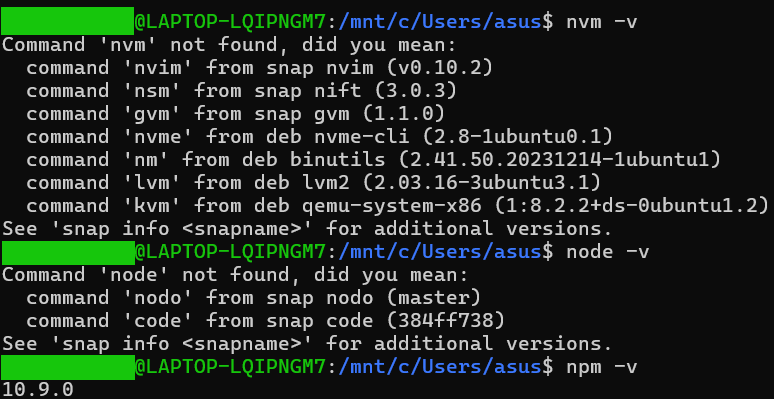 @LAPTOP-LQIPNGM7:/mnt/c/Users/asus$ nvm -v
Command 'nvm' not found, did you mean:
  command 'nvim' from snap nvim (v0.10.2)
  command 'nsm' from snap nift (3.0.3)
  command 'gvm' from snap gvm (1.1.0)
  command 'nvme' from deb nvme-cli (2.8-1ubuntu0.1)
  command 'nm' from deb binutils (2.41.50.20231214-1ubuntu1)
  command 'lvm' from deb lvm2 (2.03.16-3ubuntu3.1)
  command 'kvm' from deb qemu-system-x86 (1:8.2.2+ds-0ubuntu1.2)
See 'snap info <snapname>' for additional versions.
@LAPTOP-LQIPNGM7:/mnt/c/Users/asus$ node -v
Command 'node' not found, did you mean:
  command 'nodo' from snap nodo (master)
  command 'code' from snap code (384ff738)
See 'snap info <snapname>' for additional versions.
@LAPTOP-LQIPNGM7:/mnt/c/Users/asus$ npm -v
10.9.0